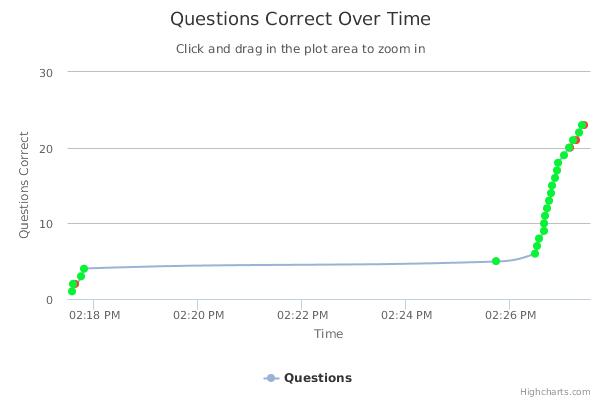 Questions Correct Over Time
Click and drag in the plot area to zoom in
Questions Correct
30
20
10
0
02:18 PM 02:20 PM 02:22 PM 02:24 PM 02:26 PM
Time
Questions
Highcharts.com